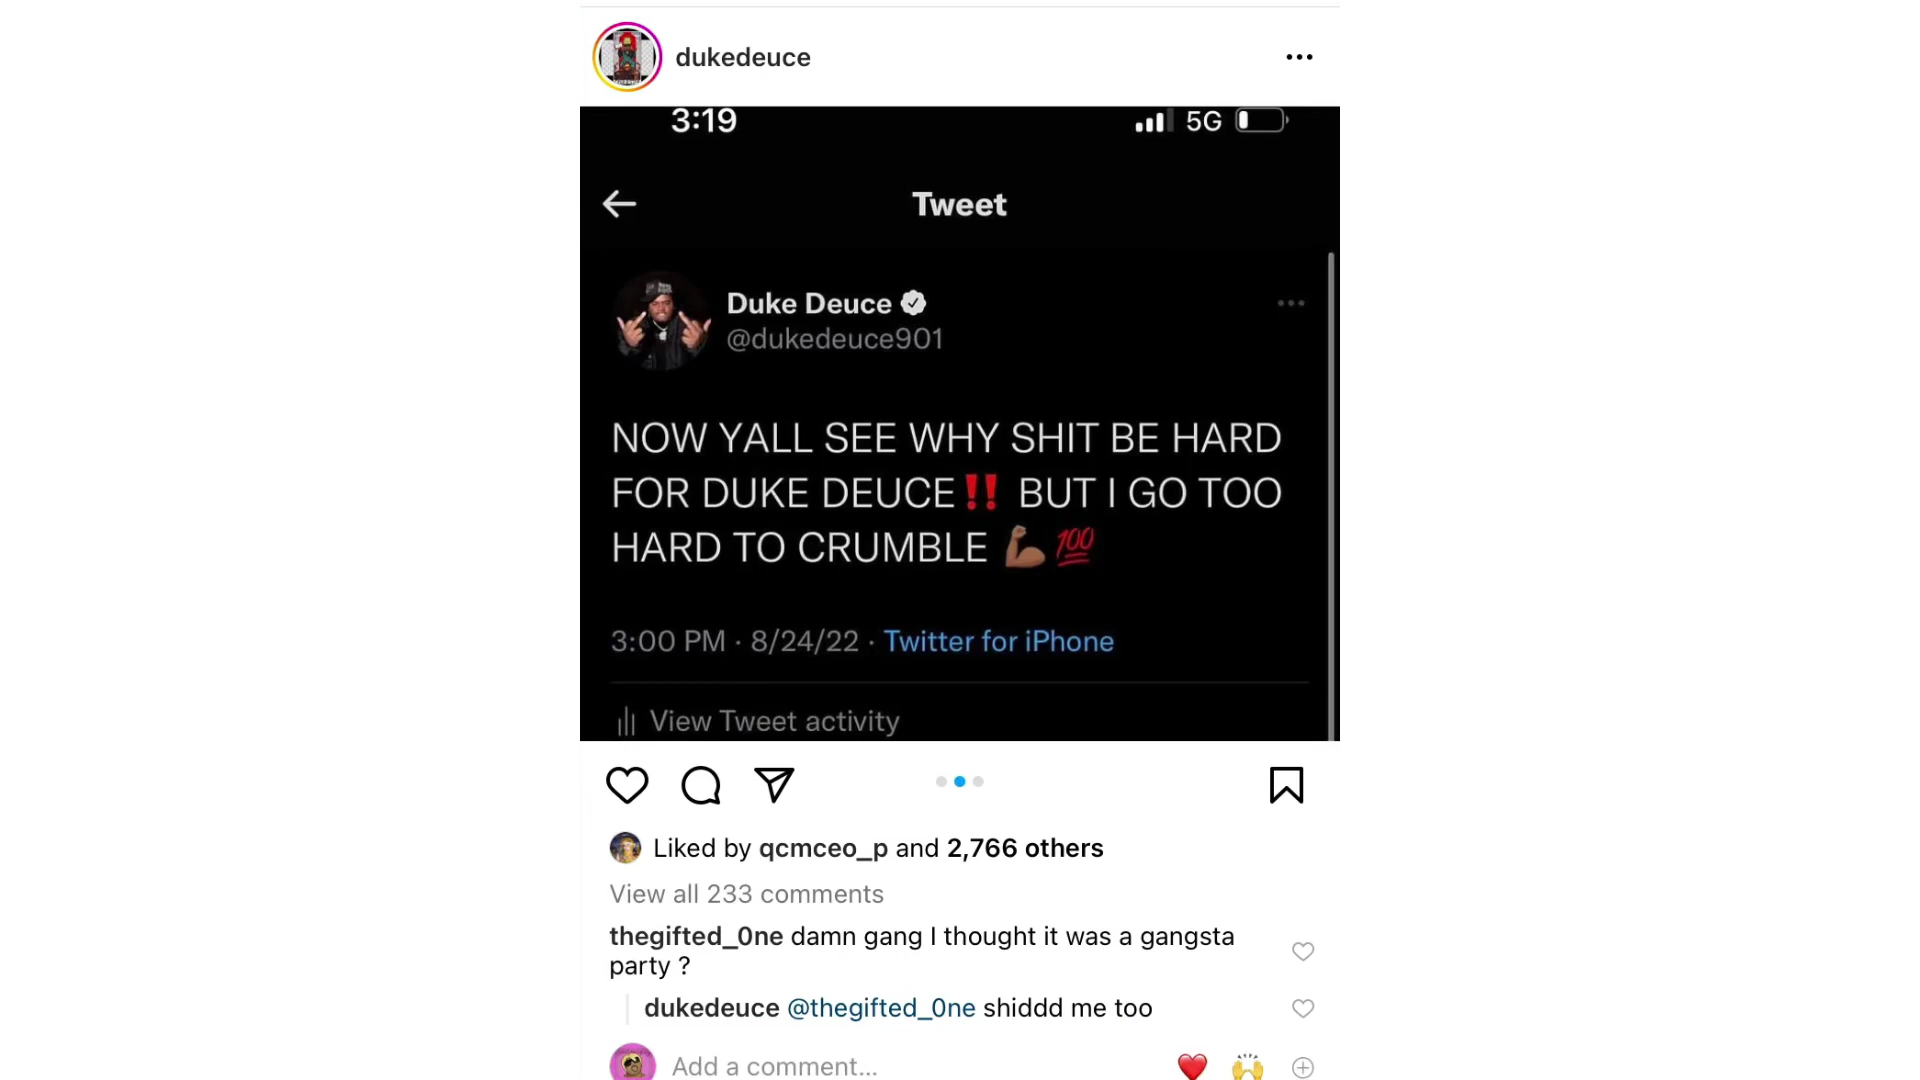 dukedeuce
3:19 5G
Tweet
Duke Deuce
@dukedeuce901
NOW YALL SEE WHY SHIT BE HARD
FOR DUKE DEUCE‼️ BUT I GO TOO
HARD TO CRUMBLE 💪🏾💯
3:00 PM · 8/24/22 · Twitter for iPhone
View Tweet activity
Liked by qcmceo_p and 2,766 others
View all 233 comments
thegifted_0ne damn gang I thought it was a gangsta
party ?
dukedeuce @thegifted_0ne shiddd me too
Add a comment...